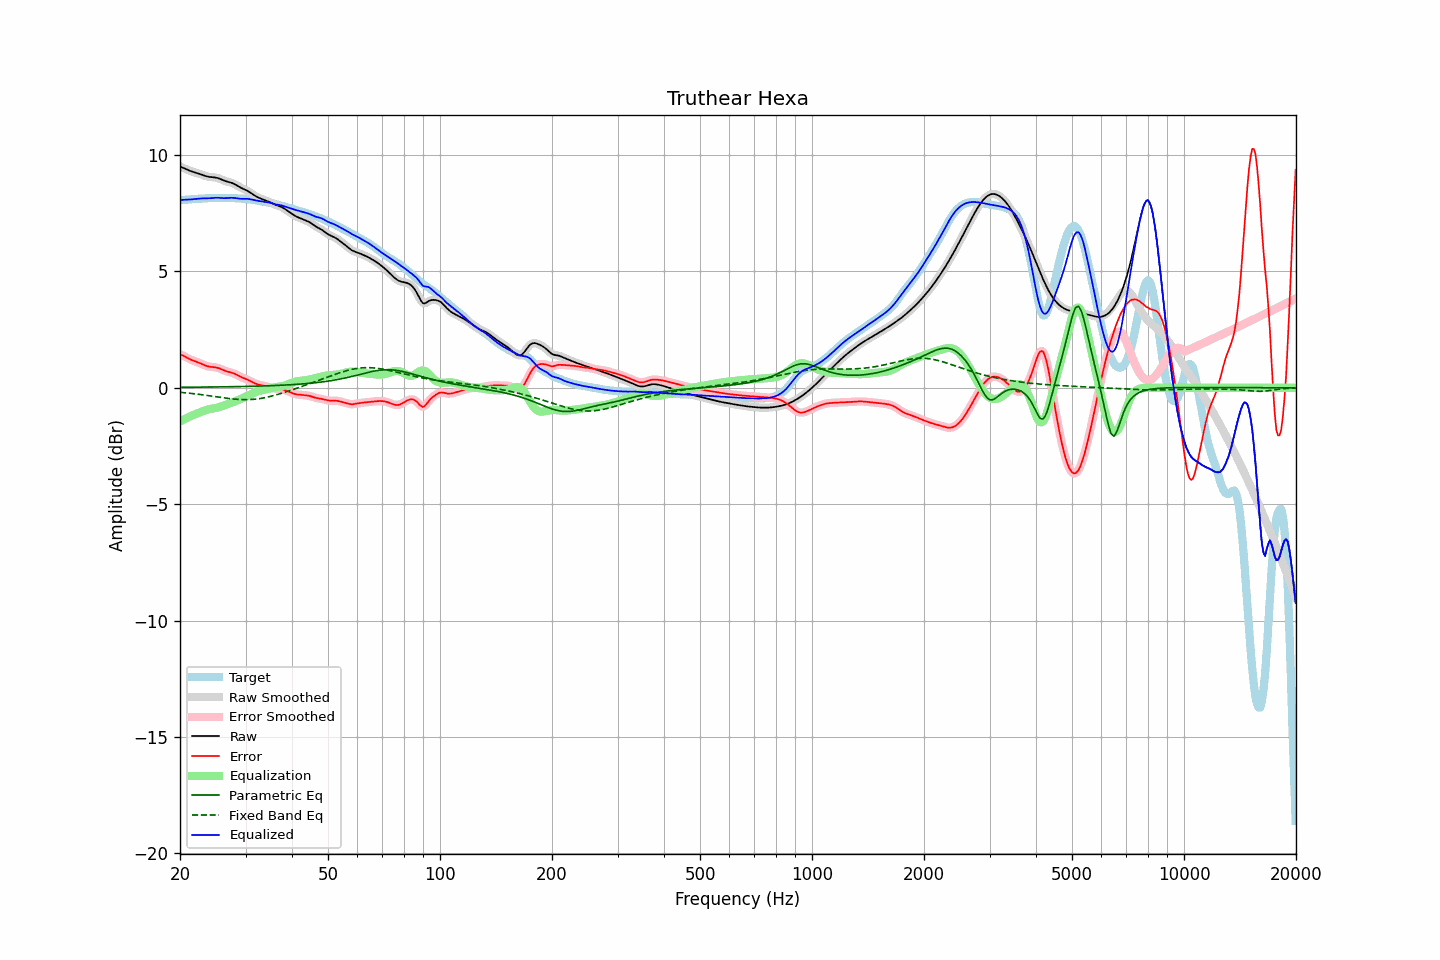 Truthear Hexa
Amplitude (dBr)
10
5
0
−5
−10
−15
−20
Target
Raw Smoothed
Error Smoothed
Raw
Error
Equalization
Parametric Eq
Fixed Band Eq
Equalized
20 50 100 200 500 1000 2000 5000 10000 20000
Frequency (Hz)